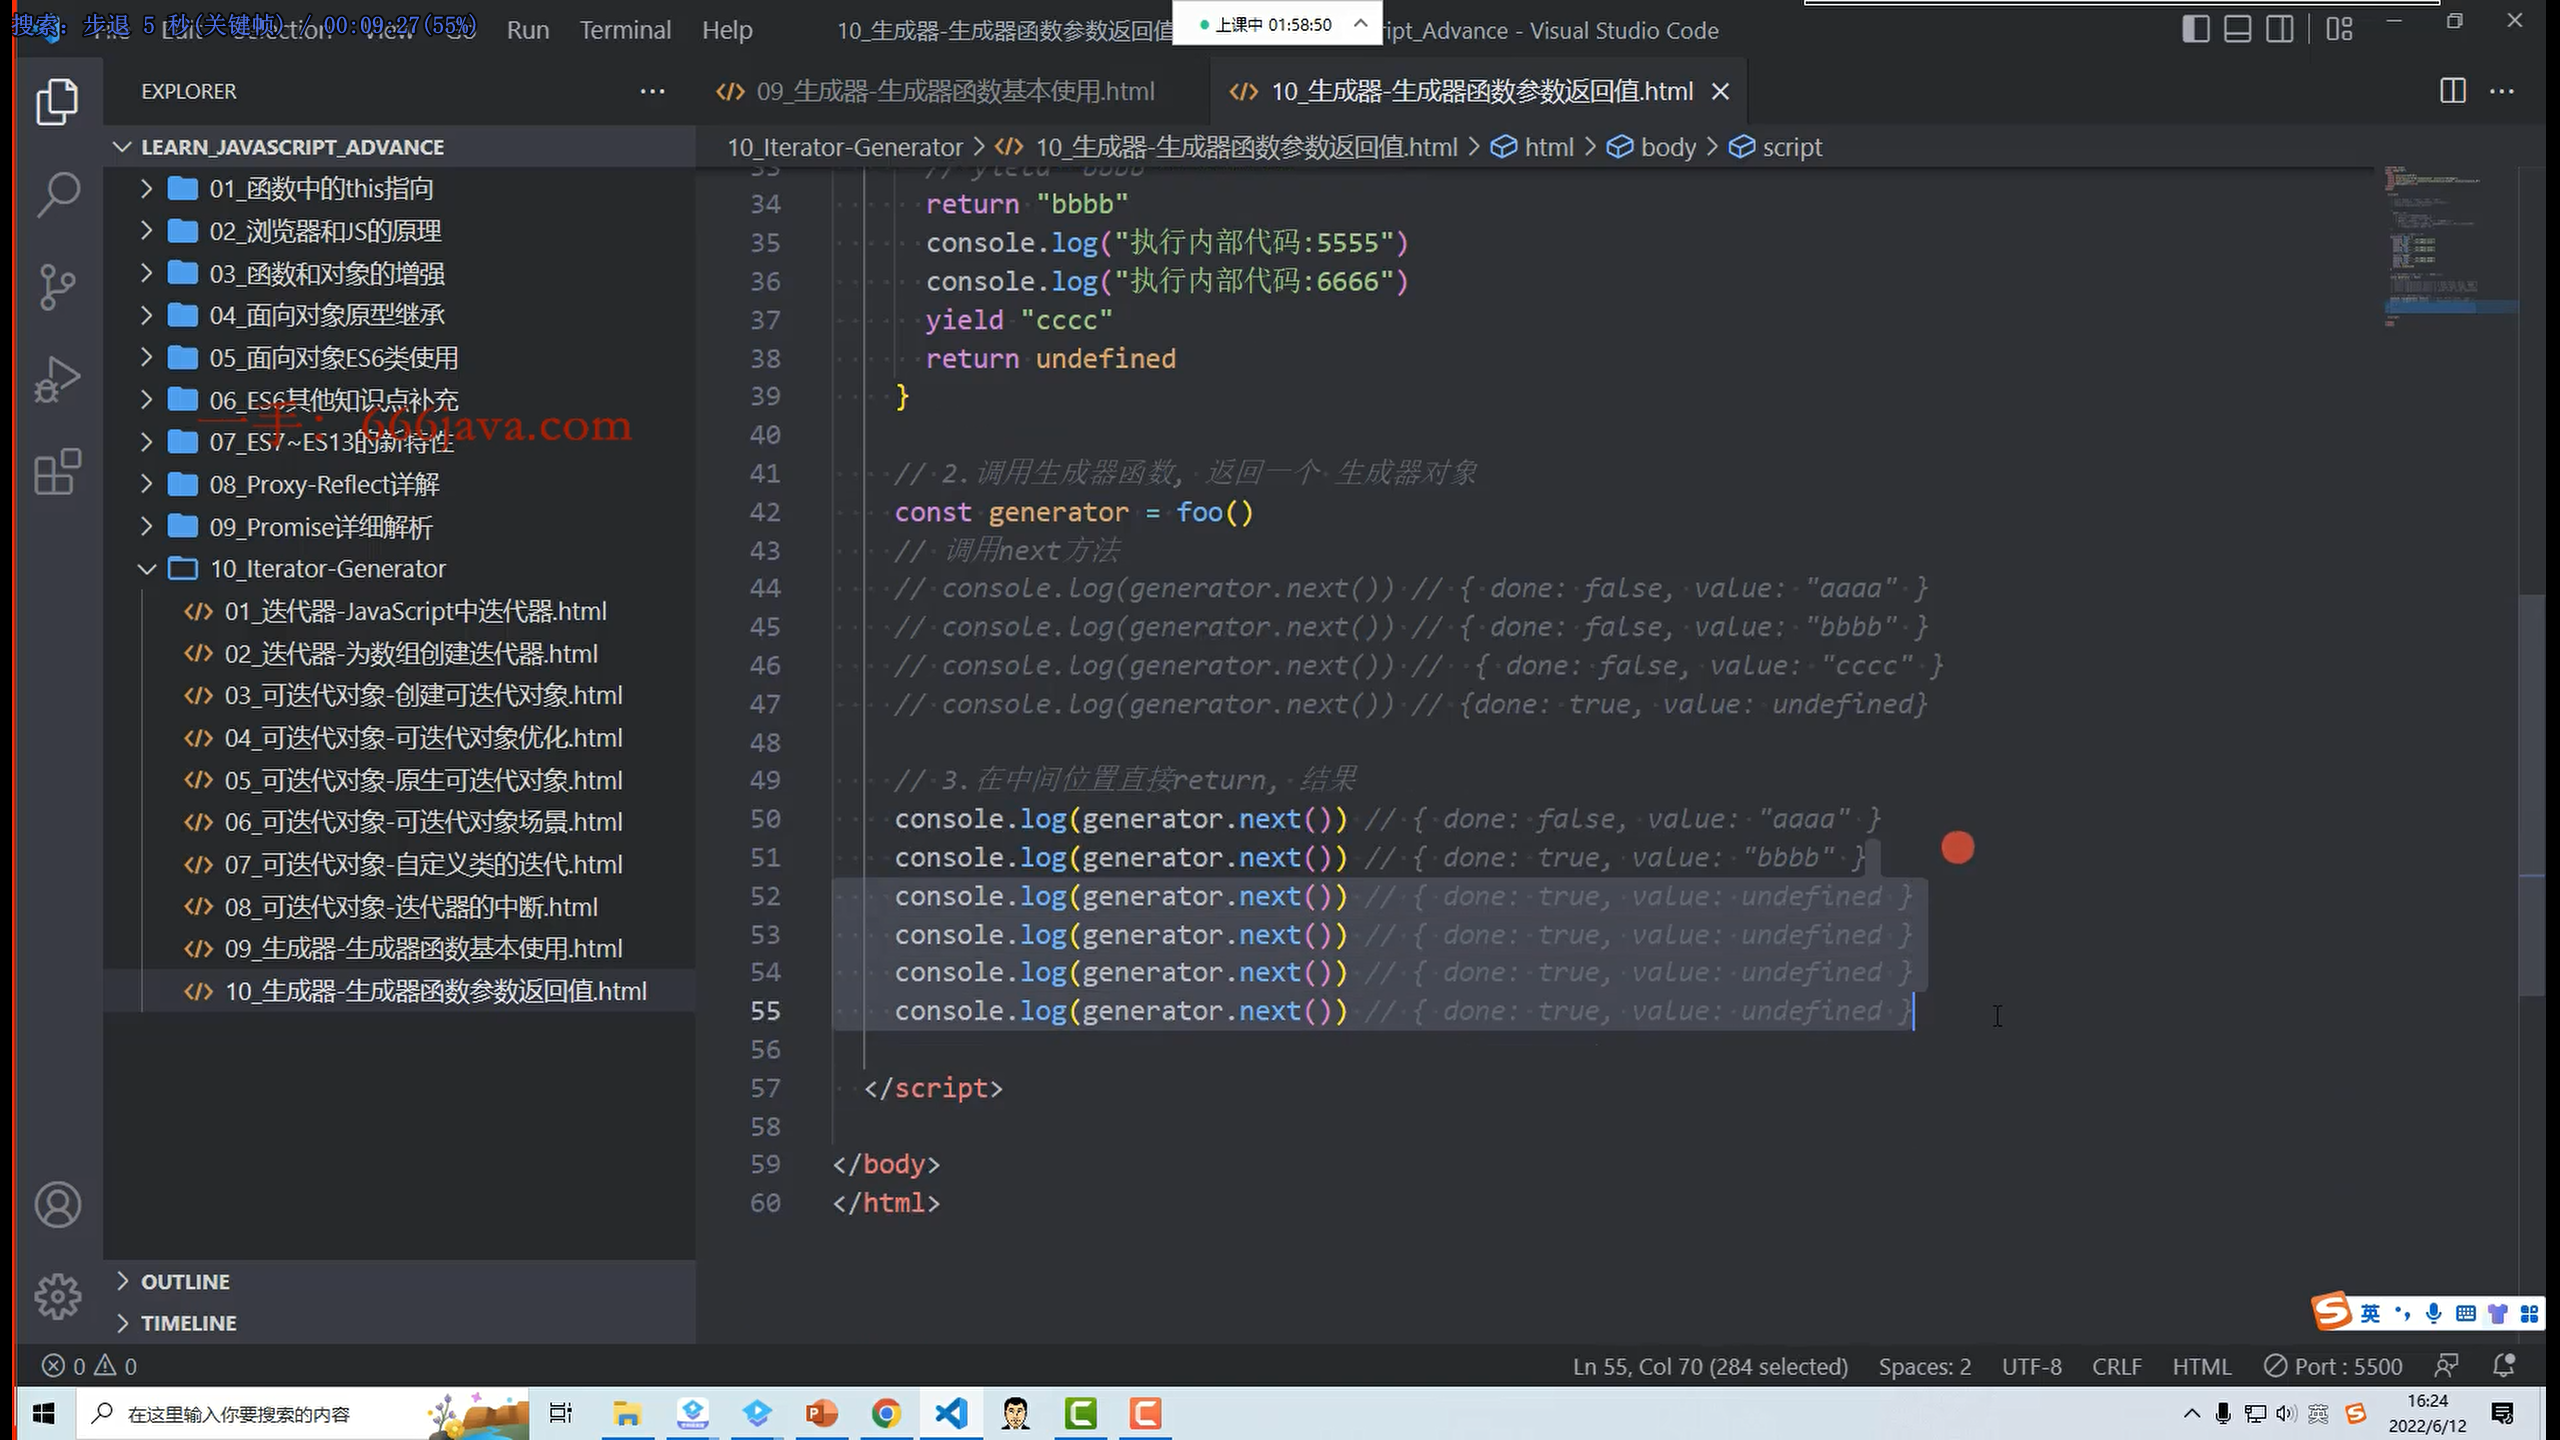 搜索: 步退 5 秒(关键帧) / 00:09:27(55%)
Run Terminal Help
10_生成器-生成器函数参数返回值
上课中 01:58:50
ipt_Advance - Visual Studio Code
EXPLORER
09_生成器-生成器函数基本使用.html
10_生成器-生成器函数参数返回值.html
LEARN_JAVASCRIPT_ADVANCE
10_Iterator-Generator > 10_生成器-生成器函数参数返回值.html > html > body > script
01_函数中的this指向
02_浏览器和JS的原理
03_函数和对象的增强
04_面向对象原型继承
05_面向对象ES6类使用
06_ES6其他知识点补充
一手: 666java.com
07_ES7~ES13的新特性
08_Proxy-Reflect详解
09_Promise详细解析
10_Iterator-Generator
01_迭代器-JavaScript中迭代器.html
02_迭代器-为数组创建迭代器.html
03_可迭代对象-创建可迭代对象.html
04_可迭代对象-可迭代对象优化.html
05_可迭代对象-原生可迭代对象.html
06_可迭代对象-可迭代对象场景.html
07_可迭代对象-自定义类的迭代.html
08_可迭代对象-迭代器的中断.html
09_生成器-生成器函数基本使用.html
10_生成器-生成器函数参数返回值.html
OUTLINE
TIMELINE
34 return "bbbb"
35 console.log("执行内部代码:5555")
36 console.log("执行内部代码:6666")
37 yield "cccc"
38 return undefined
39 }
40
41 // 2.调用生成器函数, 返回一个 生成器对象
42 const generator = foo()
43 // 调用next方法
44 // console.log(generator.next()) // { done: false, value: "aaaa" }
45 // console.log(generator.next()) // { done: false, value: "bbbb" }
46 // console.log(generator.next()) //  { done: false, value: "cccc" }
47 // console.log(generator.next()) // {done: true, value: undefined}
48
49 // 3.在中间位置直接return, 结果
50 console.log(generator.next()) // { done: false, value: "aaaa" }
51 console.log(generator.next()) // { done: true, value: "bbbb" }
52 console.log(generator.next()) // { done: true, value: undefined }
53 console.log(generator.next()) // { done: true, value: undefined }
54 console.log(generator.next()) // { done: true, value: undefined }
55 console.log(generator.next()) // { done: true, value: undefined }
56
57 </script>
58
59 </body>
60 </html>
英
0 0
Ln 55, Col 70 (284 selected) Spaces: 2 UTF-8 CRLF HTML Port : 5500
在这里输入你要搜索的内容
英
16:24
2022/6/12